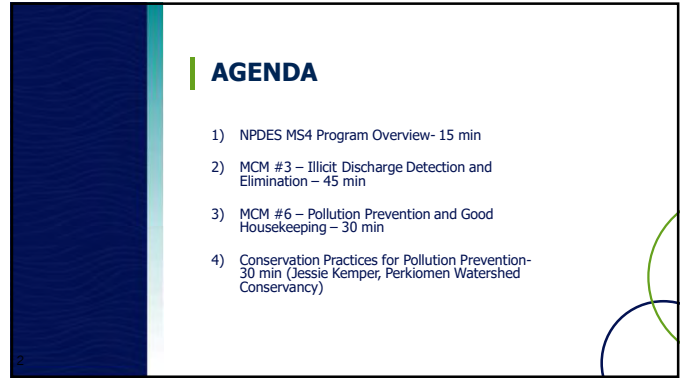 AGENDA
1) NPDES MS4 Program Overview- 15 min
2) MCM #3 – Illicit Discharge Detection and
Elimination – 45 min
3) MCM #6 – Pollution Prevention and Good
Housekeeping – 30 min
4) Conservation Practices for Pollution Prevention-
30 min (Jessie Kemper, Perkiomen Watershed
Conservancy)
2